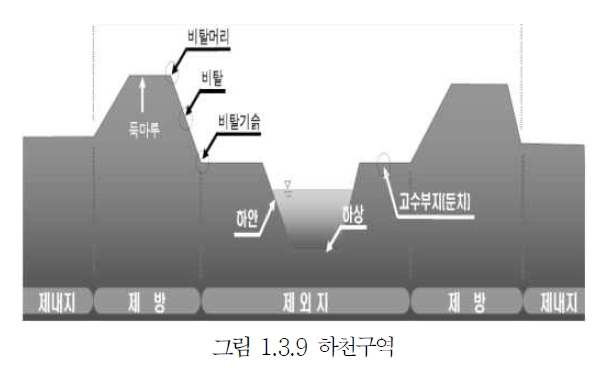 비탈머리
비탈
둑마루
비탈기슭
하안
하상
고수부지[둔치]
제내지 제 방 제 외 지 제 방 제내지
그림 1.3.9 하천구역